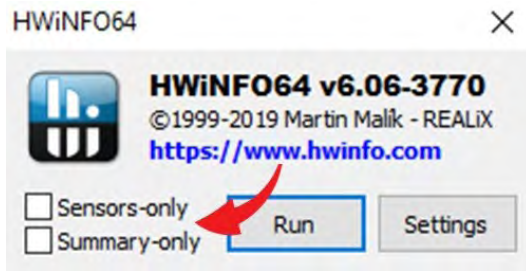 HWiNFO64
HWiNFO64 v6.06-3770
©1999-2019 Martin Malík - REALiX
https://www.hwinfo.com
Sensors-only
Summary-only
Run
Settings